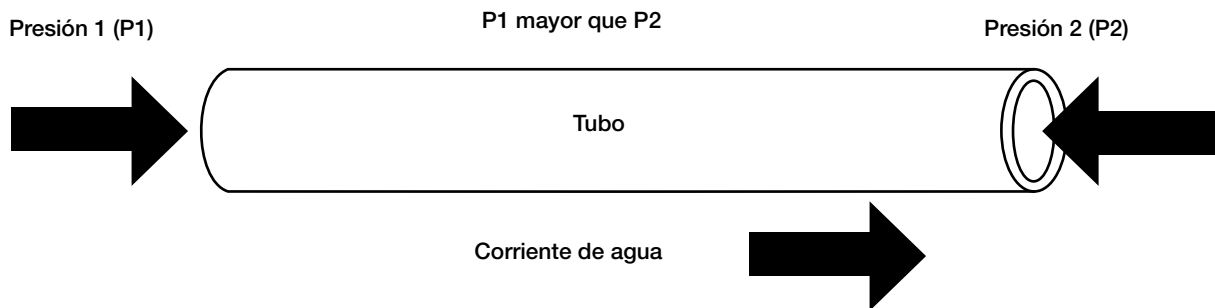 P1 mayor que P2
Presión 1 (P1)
Presión 2 (P2)
Tubo
Corriente de agua